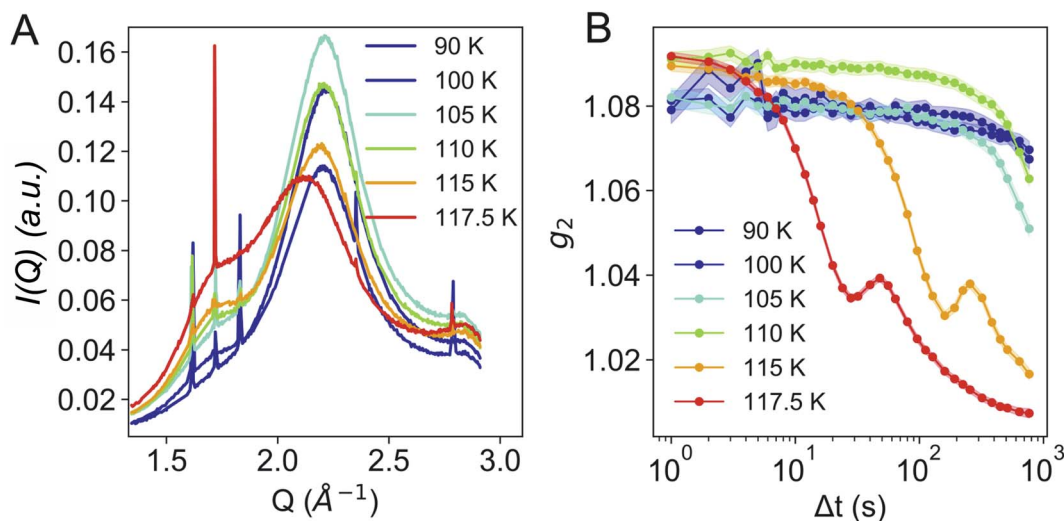 A
I(Q) (a.u.)
0.16
0.14
0.12
0.10
0.08
0.06
0.04
0.02
1.5
2.0
2.5
3.0
Q (Å⁻¹)
90 K
100 K
105 K
110 K
115 K
117.5 K
B
g₂
1.08
1.06
1.04
1.02
10⁰
10¹
10²
10³
Δt (s)
90 K
100 K
105 K
110 K
115 K
117.5 K